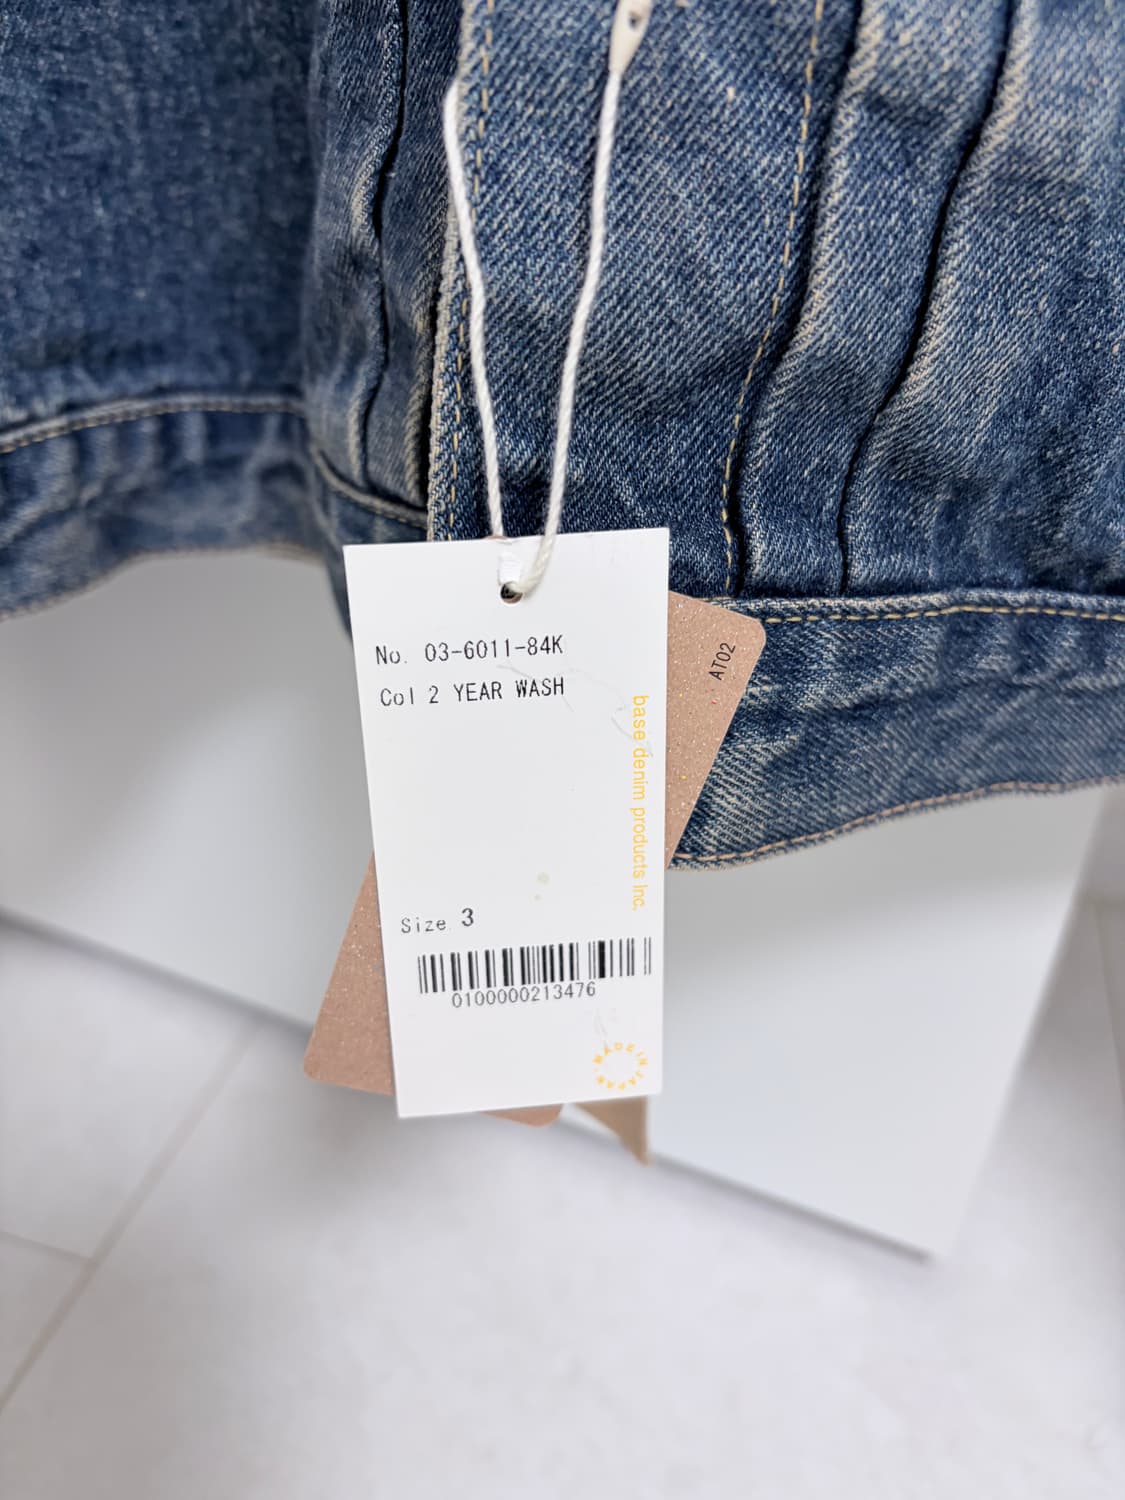 No. 03-6011-84K
Col 2 YEAR WASH
base denim products Inc.
AT02
Size 3
0100000213476
MADE IN JAPAN